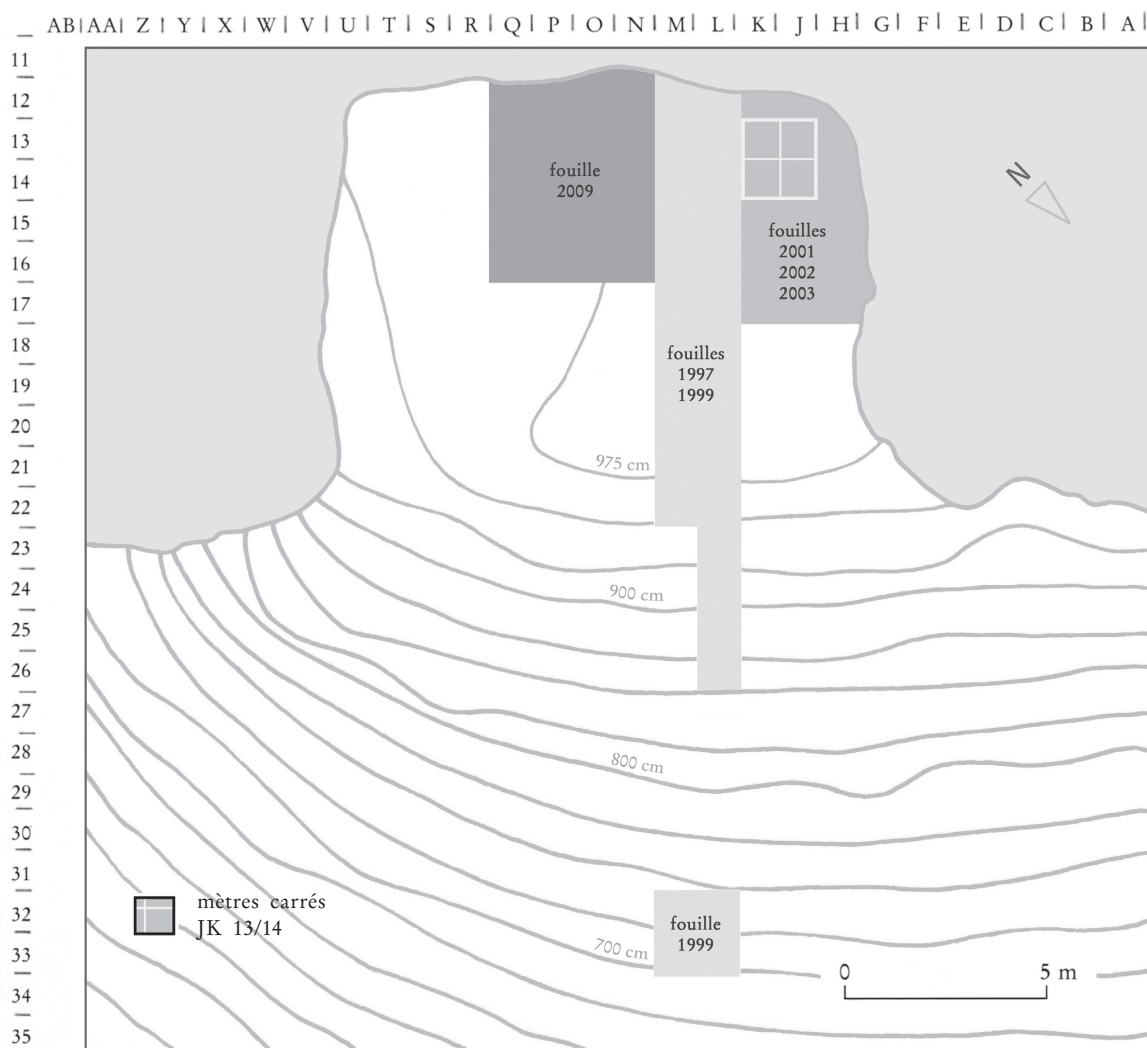 AB AA Z Y X W V U T S R Q P O N M L K J H G F E D C B A
11
12
13
14
15
16
17
18
19
20
21
22
23
24
25
26
27
28
29
30
31
32
33
34
35
fouille
2009
N
fouilles
2001
2002
2003
fouilles
1997
1999
975 cm
900 cm
800 cm
mètres carrés
JK 13/14
fouille
1999
700 cm
0 5 m